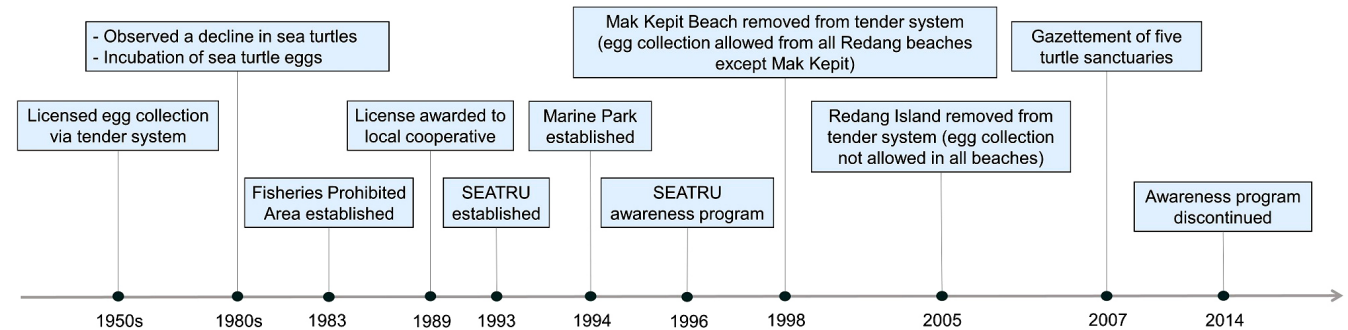 Licensed egg collection
via tender system
- Observed a decline in sea turtles
- Incubation of sea turtle eggs
Fisheries Prohibited
Area established
License awarded to
local cooperative
SEATRU
established
Marine Park
established
SEATRU
awareness program
Mak Kepit Beach removed from tender system
(egg collection allowed from all Redang beaches
except Mak Kepit)
Redang Island removed from
tender system (egg collection
not allowed in all beaches)
Gazettement of five
turtle sanctuaries
Awareness program
discontinued
1950s
1980s
1983
1989
1993
1994
1996
1998
2005
2007
2014